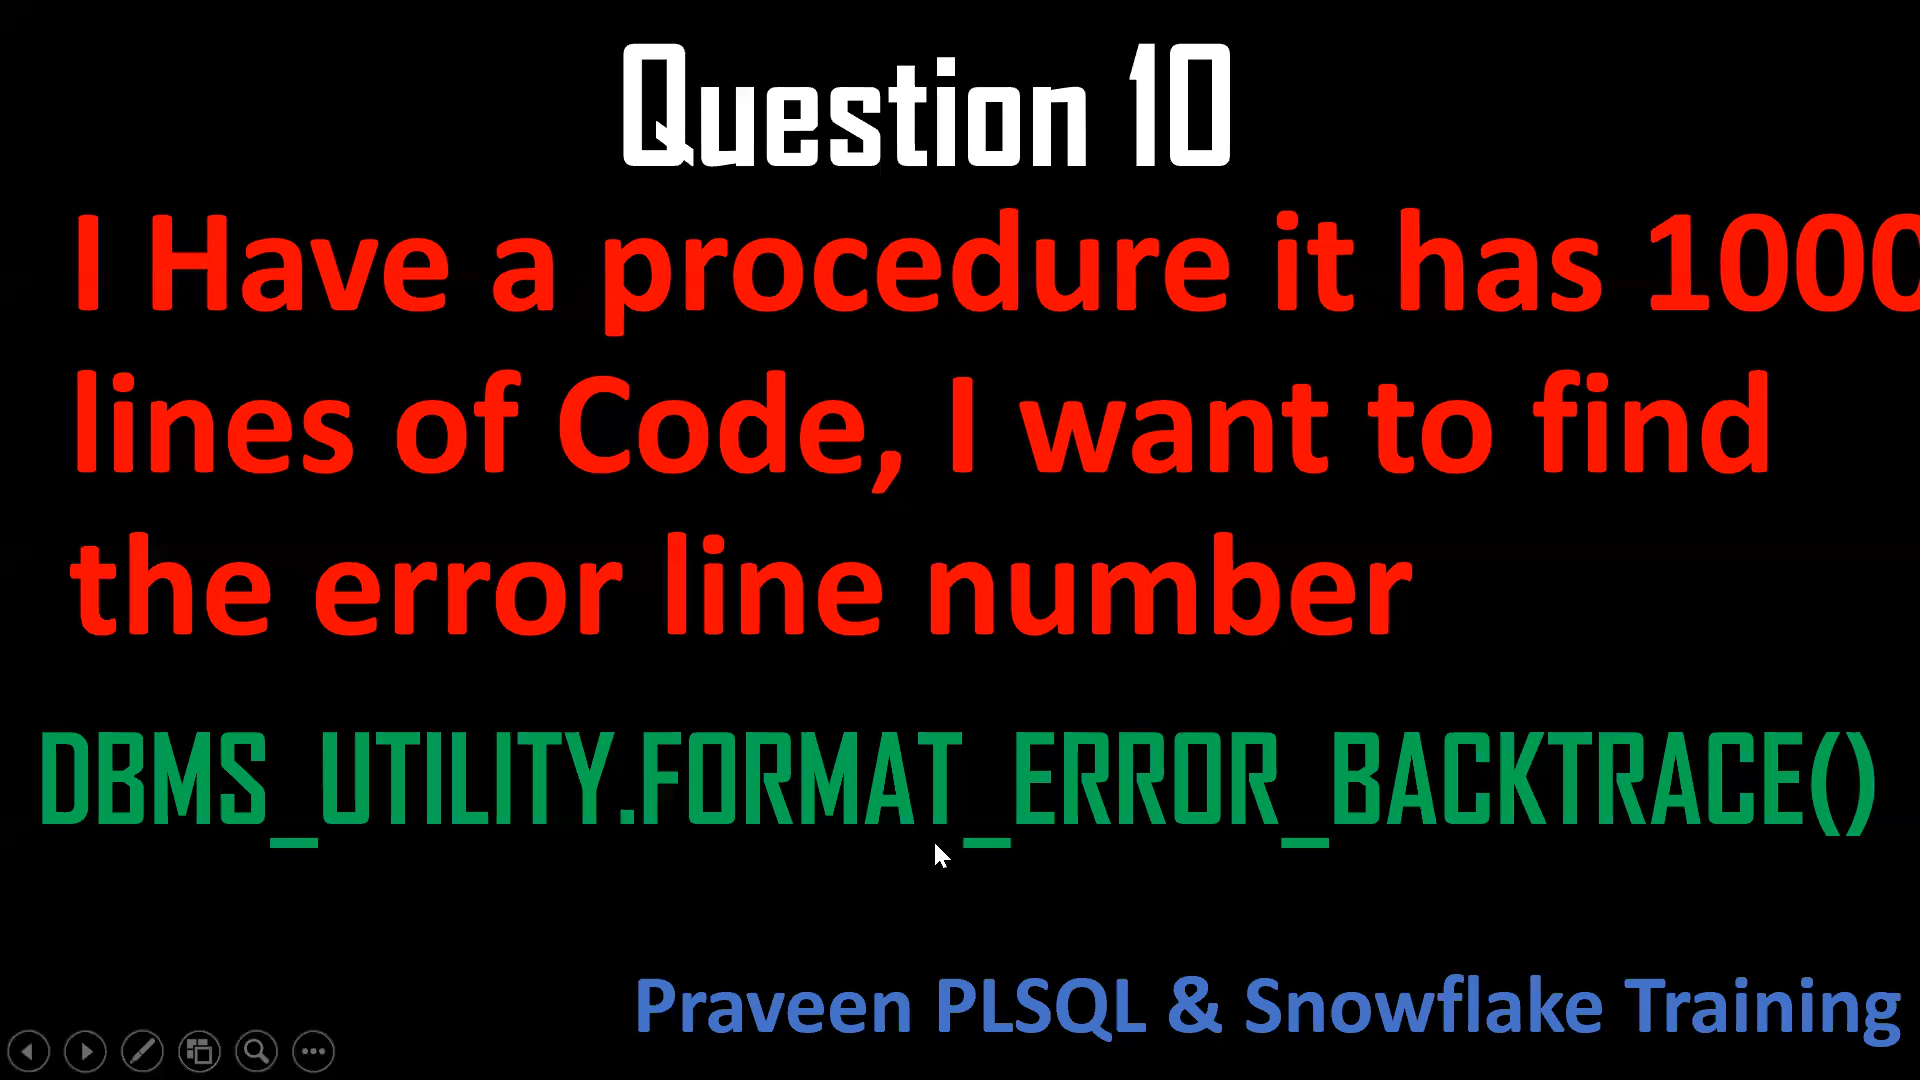 Question 10
I Have a procedure it has 1000
lines of Code, I want to find
the error line number
DBMS_UTILITY.FORMAT_ERROR_BACKTRACE()
Praveen PLSQL & Snowflake Training